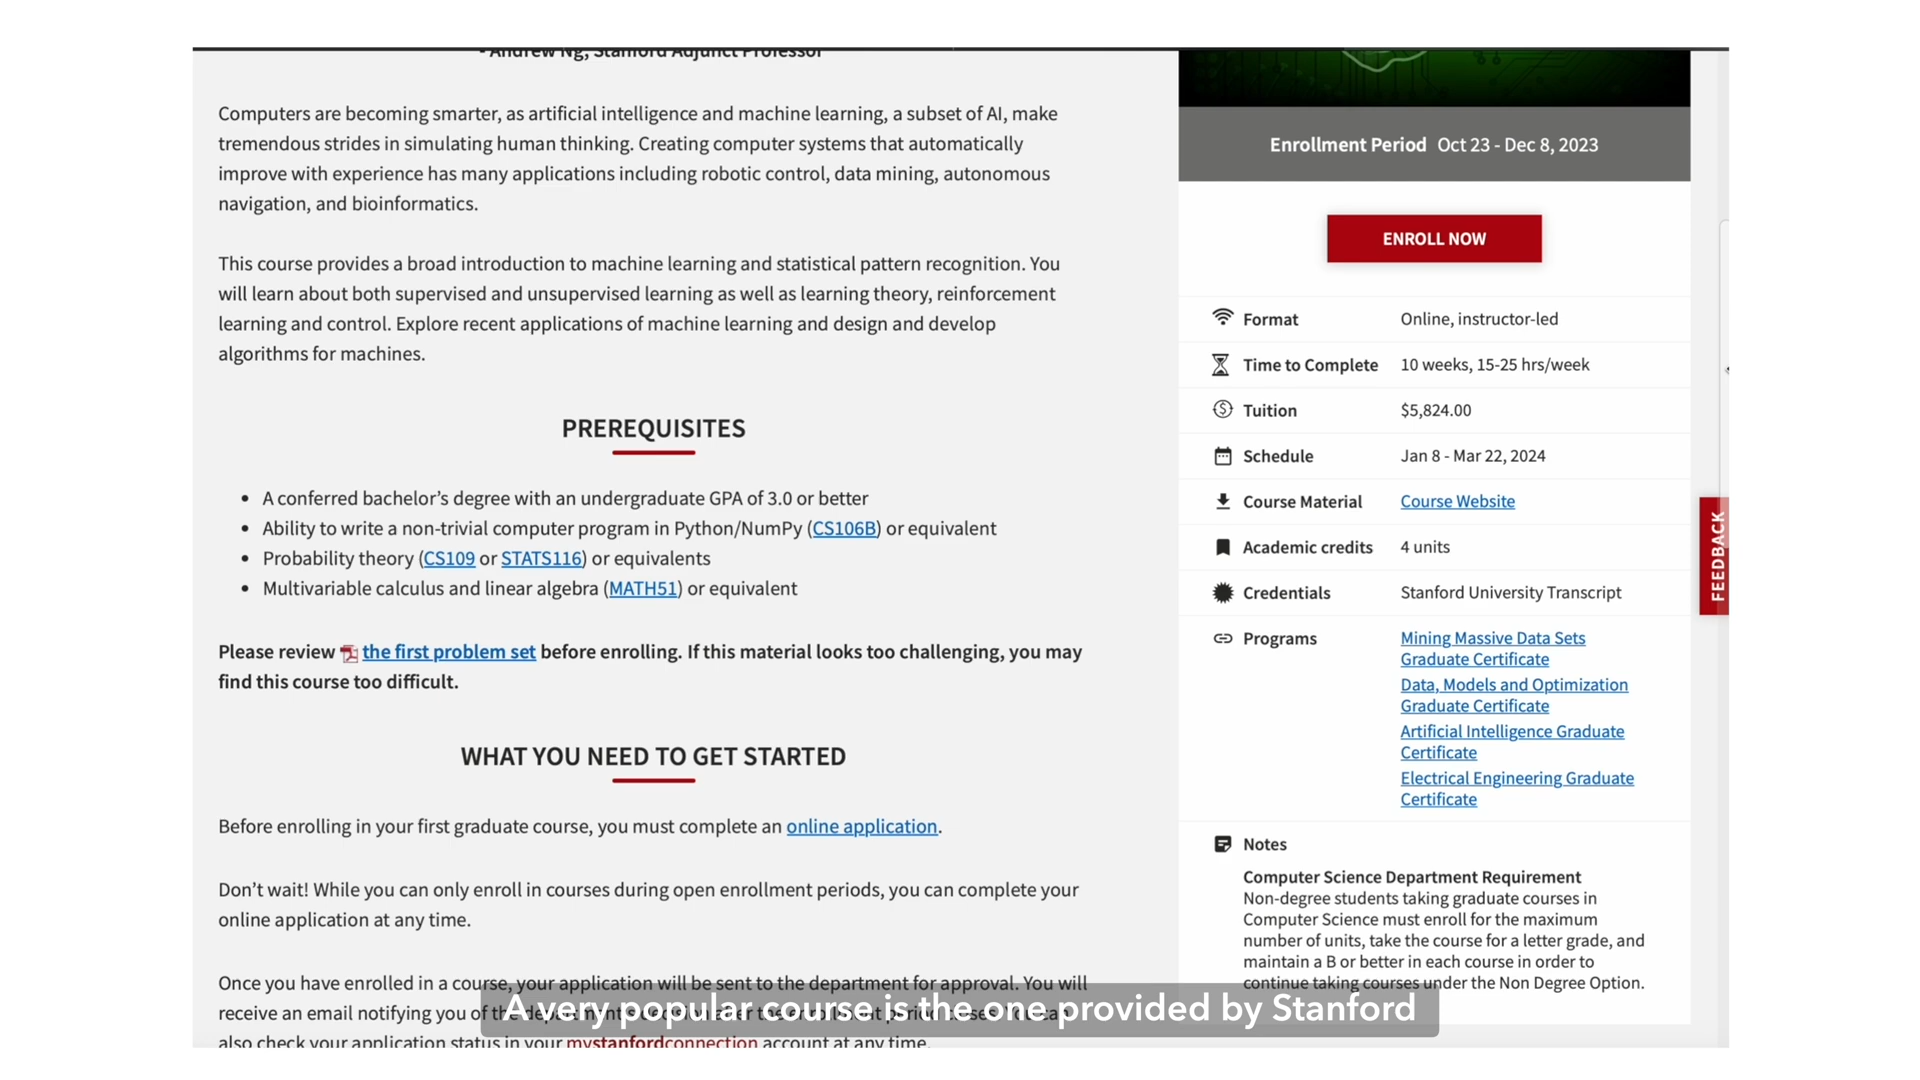 - Andrew Ng, Stanford Adjunct Professor
Computers are becoming smarter, as artificial intelligence and machine learning, a subset of AI, make
tremendous strides in simulating human thinking. Creating computer systems that automatically
improve with experience has many applications including robotic control, data mining, autonomous
navigation, and bioinformatics.
This course provides a broad introduction to machine learning and statistical pattern recognition. You
will learn about both supervised and unsupervised learning as well as learning theory, reinforcement
learning and control. Explore recent applications of machine learning and design and develop
algorithms for machines.
PREREQUISITES
• A conferred bachelor’s degree with an undergraduate GPA of 3.0 or better
• Ability to write a non-trivial computer program in Python/NumPy (CS106B) or equivalent
• Probability theory (CS109 or STATS116) or equivalents
• Multivariable calculus and linear algebra (MATH51) or equivalent
Please review the first problem set before enrolling. If this material looks too challenging, you may
find this course too difficult.
WHAT YOU NEED TO GET STARTED
Before enrolling in your first graduate course, you must complete an online application.
Don’t wait! While you can only enroll in courses during open enrollment periods, you can complete your
online application at any time.
Once you have enrolled in a course, your application will be sent to the department for approval. You will
receive an email notifying you of the department's decision after the enrollment period closes. You can
also check your application status in your mystanfordconnection account at any time.
Enrollment Period Oct 23 - Dec 8, 2023
ENROLL NOW
Format Online, instructor-led
Time to Complete 10 weeks, 15-25 hrs/week
Tuition $5,824.00
Schedule Jan 8 - Mar 22, 2024
Course Material Course Website
Academic credits 4 units
Credentials Stanford University Transcript
Programs Mining Massive Data Sets
Graduate Certificate
Data, Models and Optimization
Graduate Certificate
Artificial Intelligence Graduate
Certificate
Electrical Engineering Graduate
Certificate
Notes
Computer Science Department Requirement
Non-degree students taking graduate courses in
Computer Science must enroll for the maximum
number of units, take the course for a letter grade, and
maintain a B or better in each course in order to
continue taking courses under the Non Degree Option.
FEEDBACK
A very popular course is the one provided by Stanford